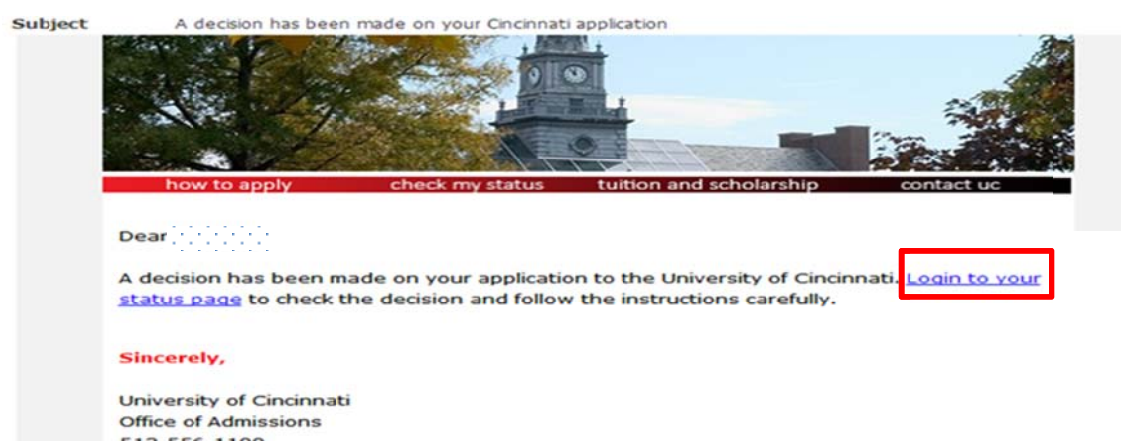 Subject A decision has been made on your Cincinnati application
how to apply check my status tuition and scholarship contact uc
Dear
A decision has been made on your application to the University of Cincinnati. Login to your
status page to check the decision and follow the instructions carefully.
Sincerely,
University of Cincinnati
Office of Admissions